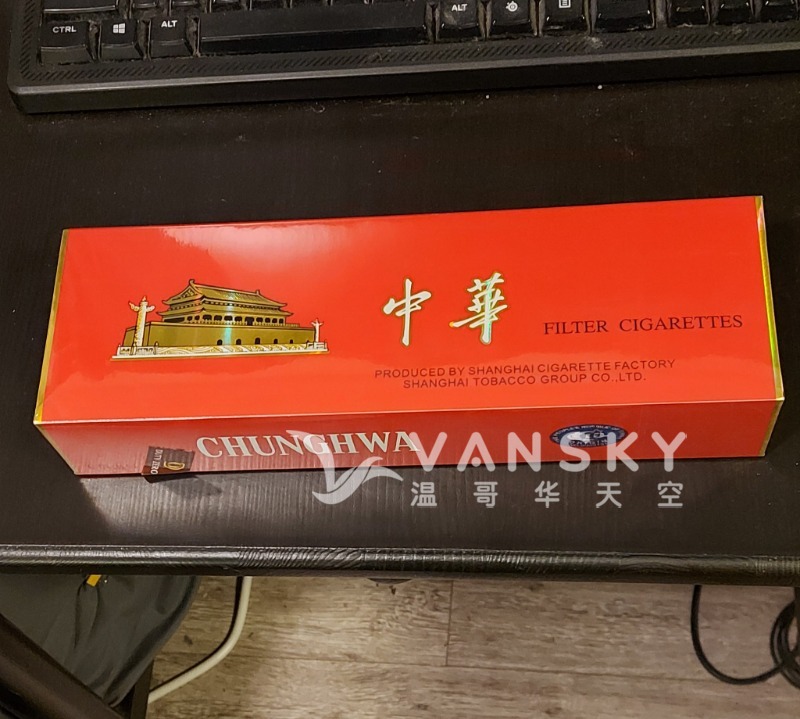 CTRL
ALT
ALT
中華
FILTER CIGARETTES
PRODUCED BY SHANGHAI CIGARETTE FACTORY
SHANGHAI TOBACCO GROUP CO.,LTD.
CHUNGHWA
VANSKY
温哥华天空